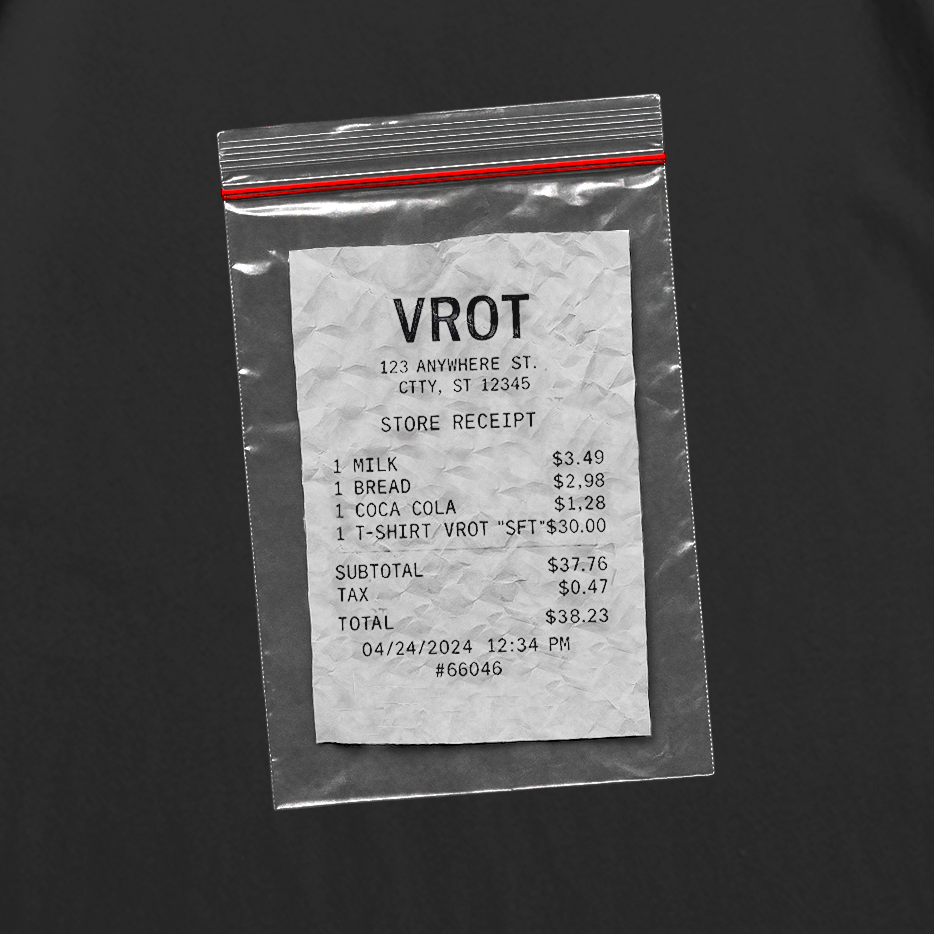 VROT
123 ANYWHERE ST.
CTTY, ST 12345
STORE RECEIPT
1 MILK $3.49
1 BREAD $2,98
1 COCA COLA $1,28
1 T-SHIRT VROT "SFT"$30.00
SUBTOTAL $37.76
TAX $0.47
TOTAL $38.23
04/24/2024 12:34 PM
#66046